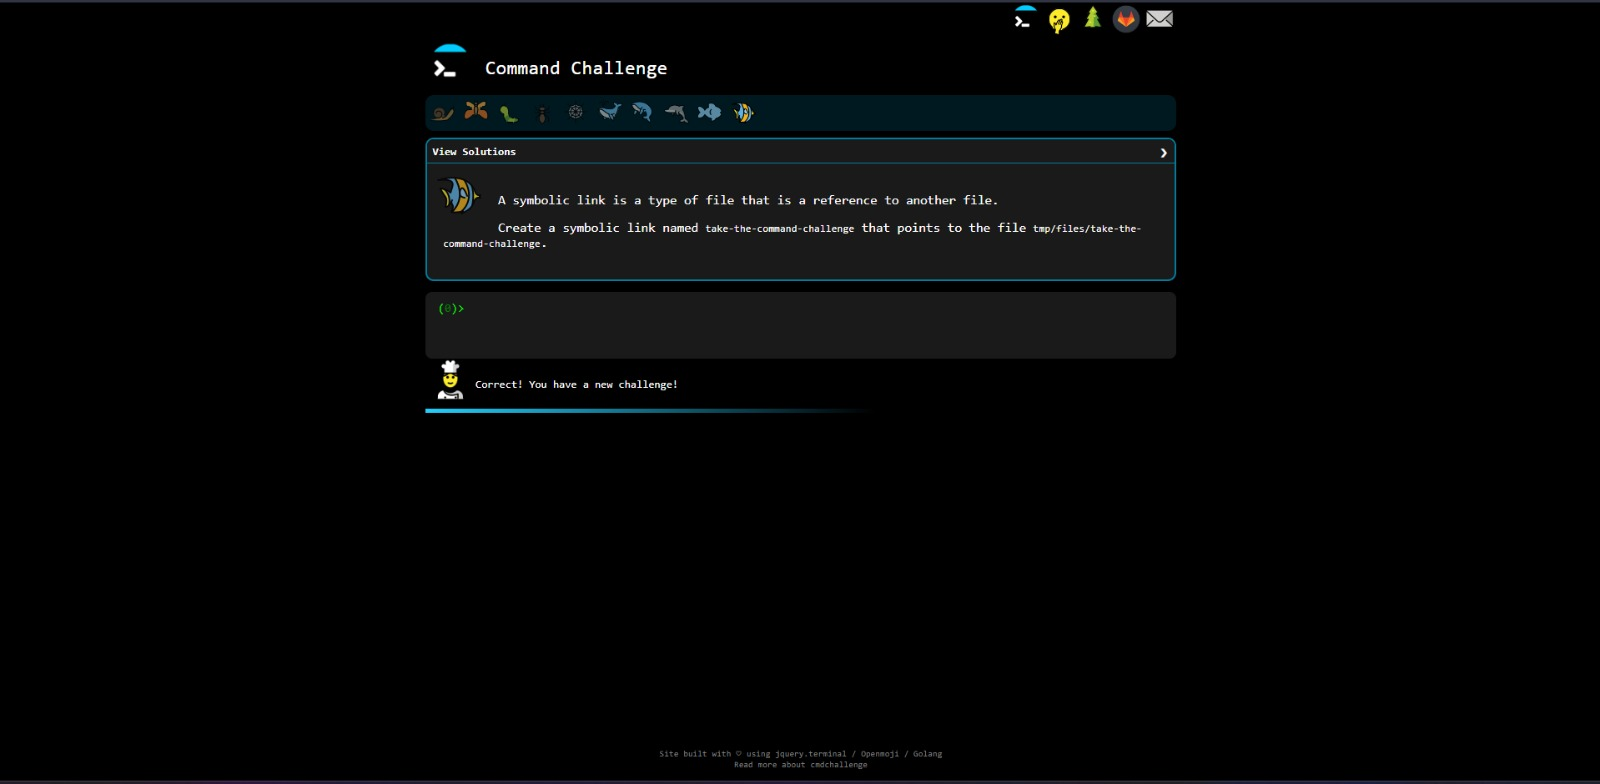 Command Challenge
View Solutions
A symbolic link is a type of file that is a reference to another file.
Create a symbolic link named take-the-command-challenge that points to the file tmp/files/take-the-
command-challenge.
(0)>
Correct! You have a new challenge!
Site built with ♡ using jquery.terminal / Openmoji / Golang
Read more about cmdchallenge